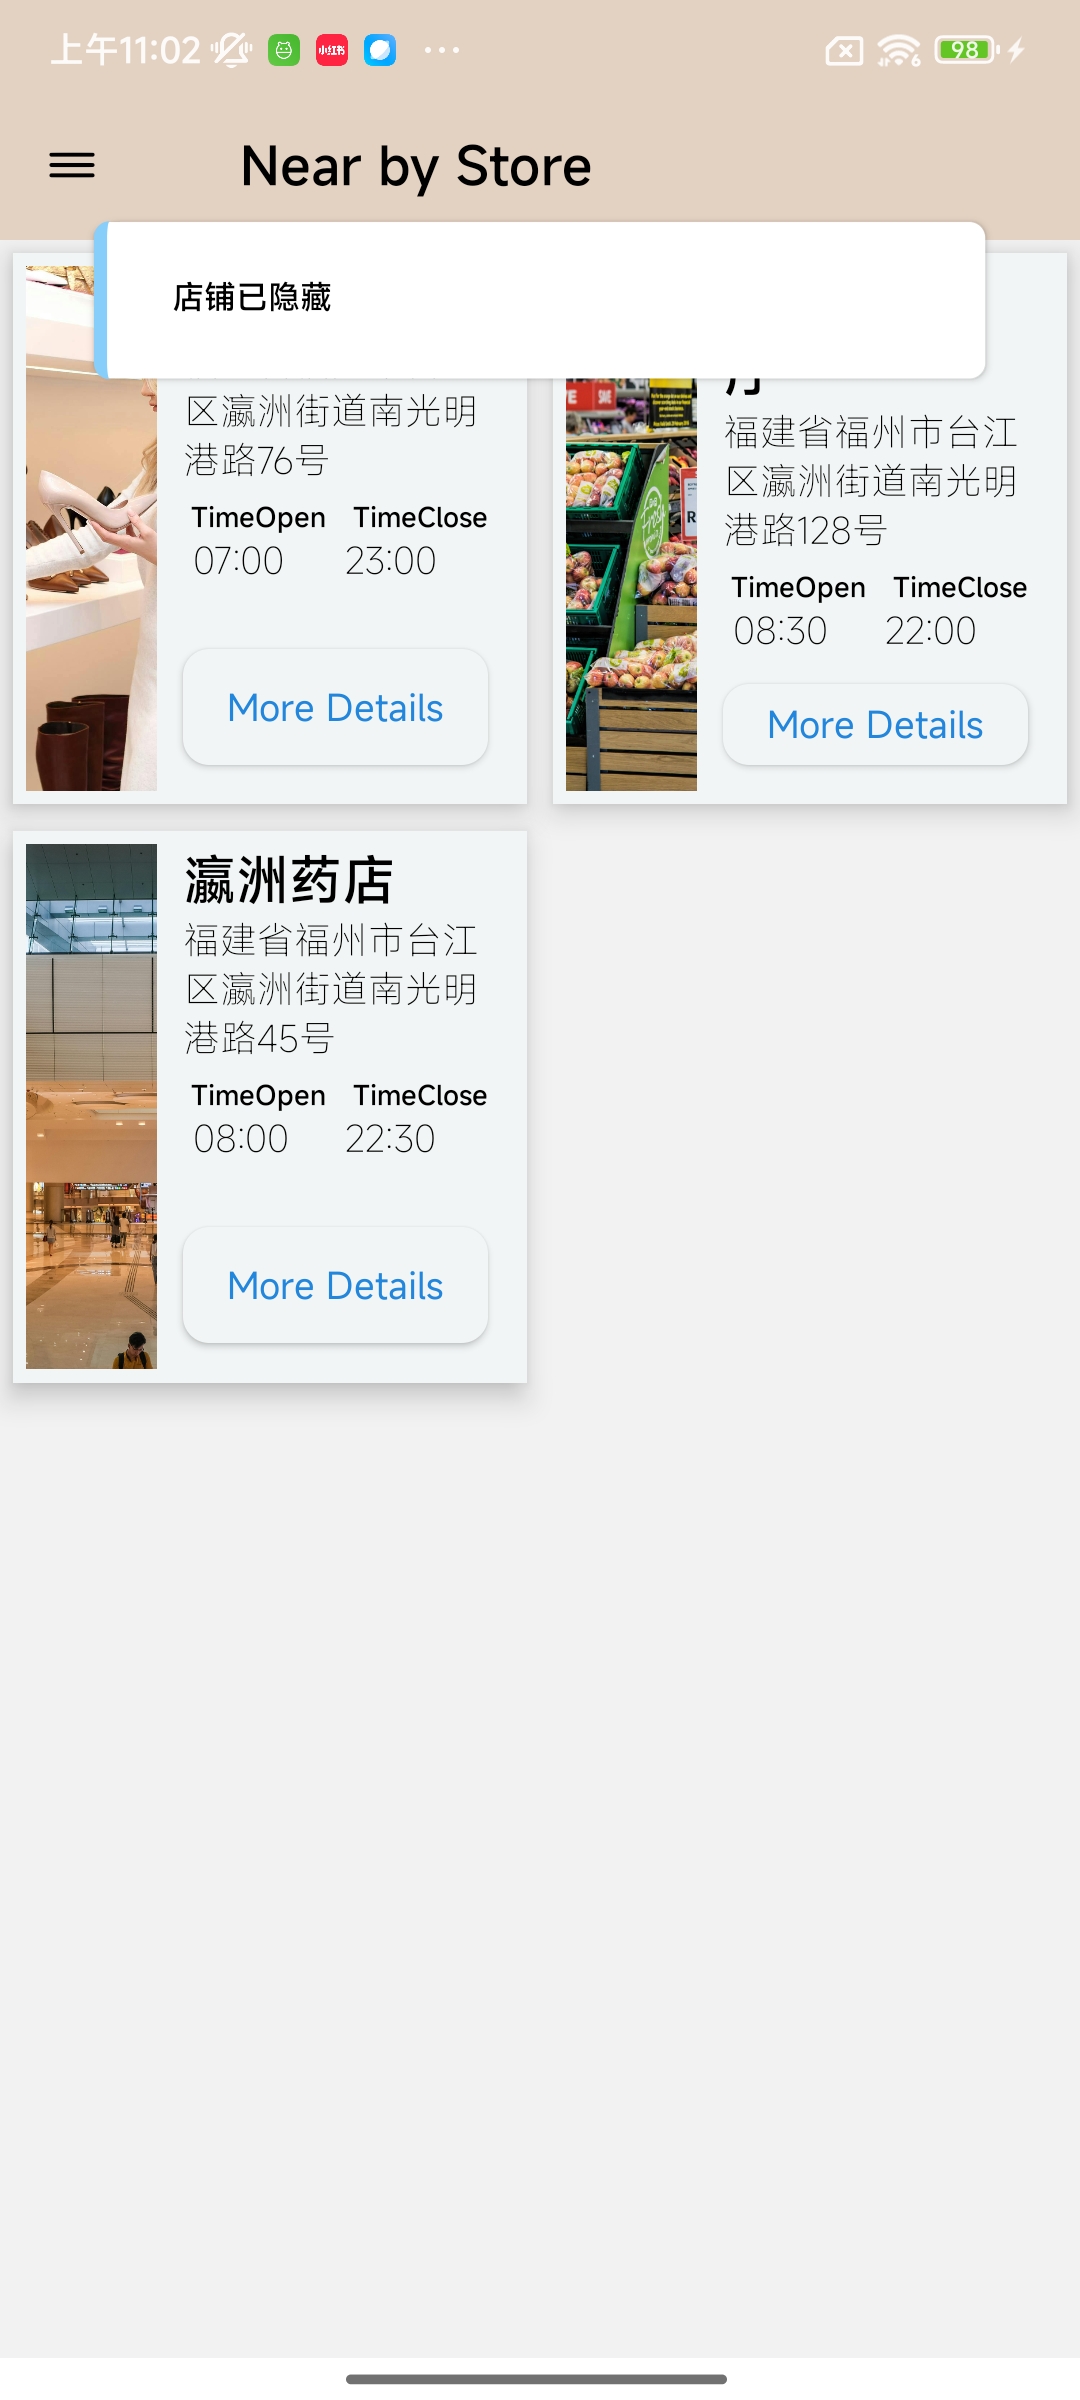 上午11:02
小红书
98
Near by Store
店铺已隐藏
区瀛洲街道南光明
港路76号
TimeOpen TimeClose
07:00 23:00
More Details
福建省福州市台江
区瀛洲街道南光明
港路128号
TimeOpen TimeClose
08:30 22:00
More Details
瀛洲药店
福建省福州市台江
区瀛洲街道南光明
港路45号
TimeOpen TimeClose
08:00 22:30
More Details